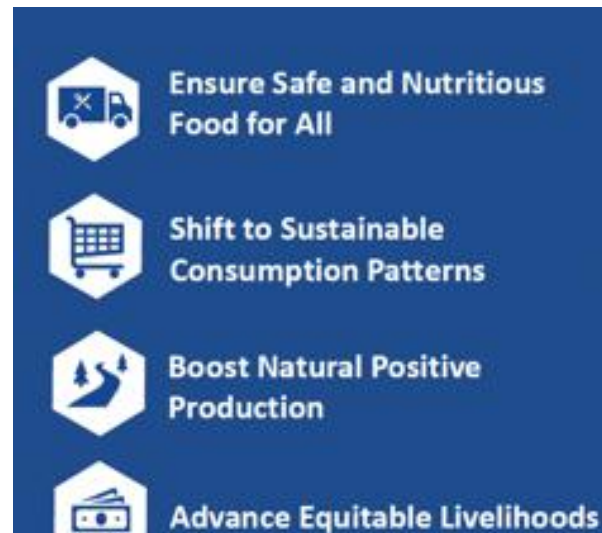 Ensure Safe and Nutritious
Food for All
Shift to Sustainable
Consumption Patterns
Boost Natural Positive
Production
Advance Equitable Livelihoods